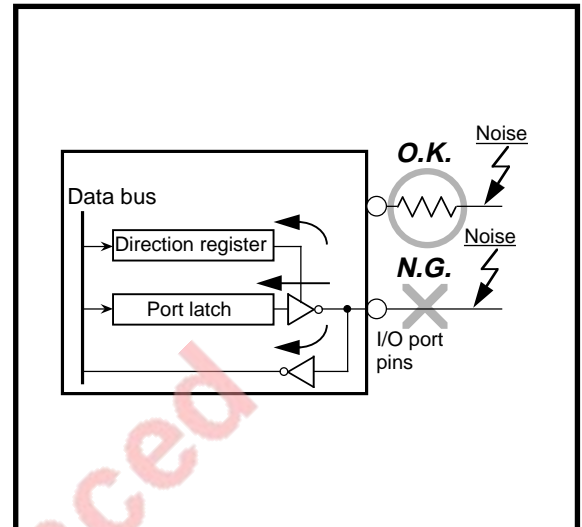 Noise
O.K.
Data bus
Noise
Direction register
N.G.
Port latch
I/O port
pins